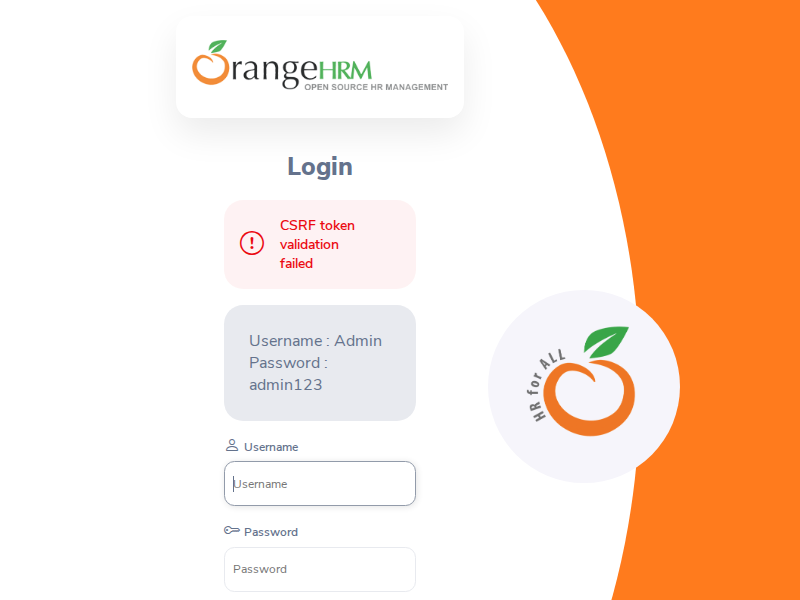 rangeHRM
OPEN SOURCE HR MANAGEMENT
Login
CSRF token
validation
failed
Username : Admin
Password :
admin123
Username
Username
Password
Password
HR for ALL